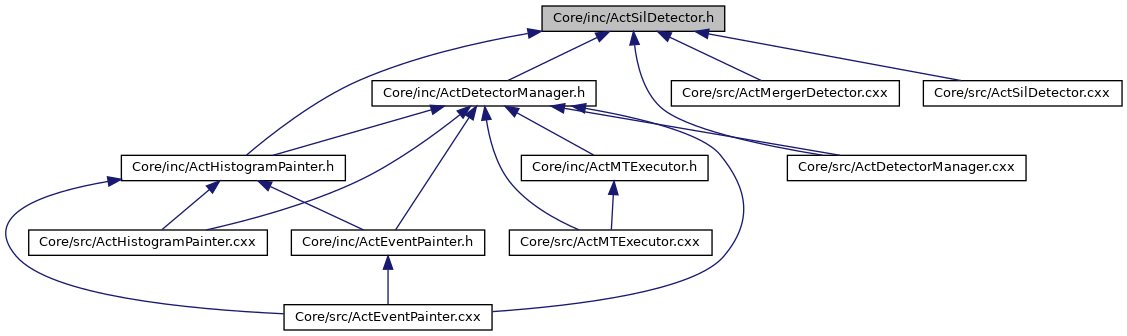 Core/inc/ActSilDetector.h
Core/inc/ActDetectorManager.h
Core/src/ActMergerDetector.cxx
Core/src/ActSilDetector.cxx
Core/inc/ActHistogramPainter.h
Core/inc/ActMTExecutor.h
Core/src/ActDetectorManager.cxx
Core/src/ActHistogramPainter.cxx
Core/inc/ActEventPainter.h
Core/src/ActMTExecutor.cxx
Core/src/ActEventPainter.cxx